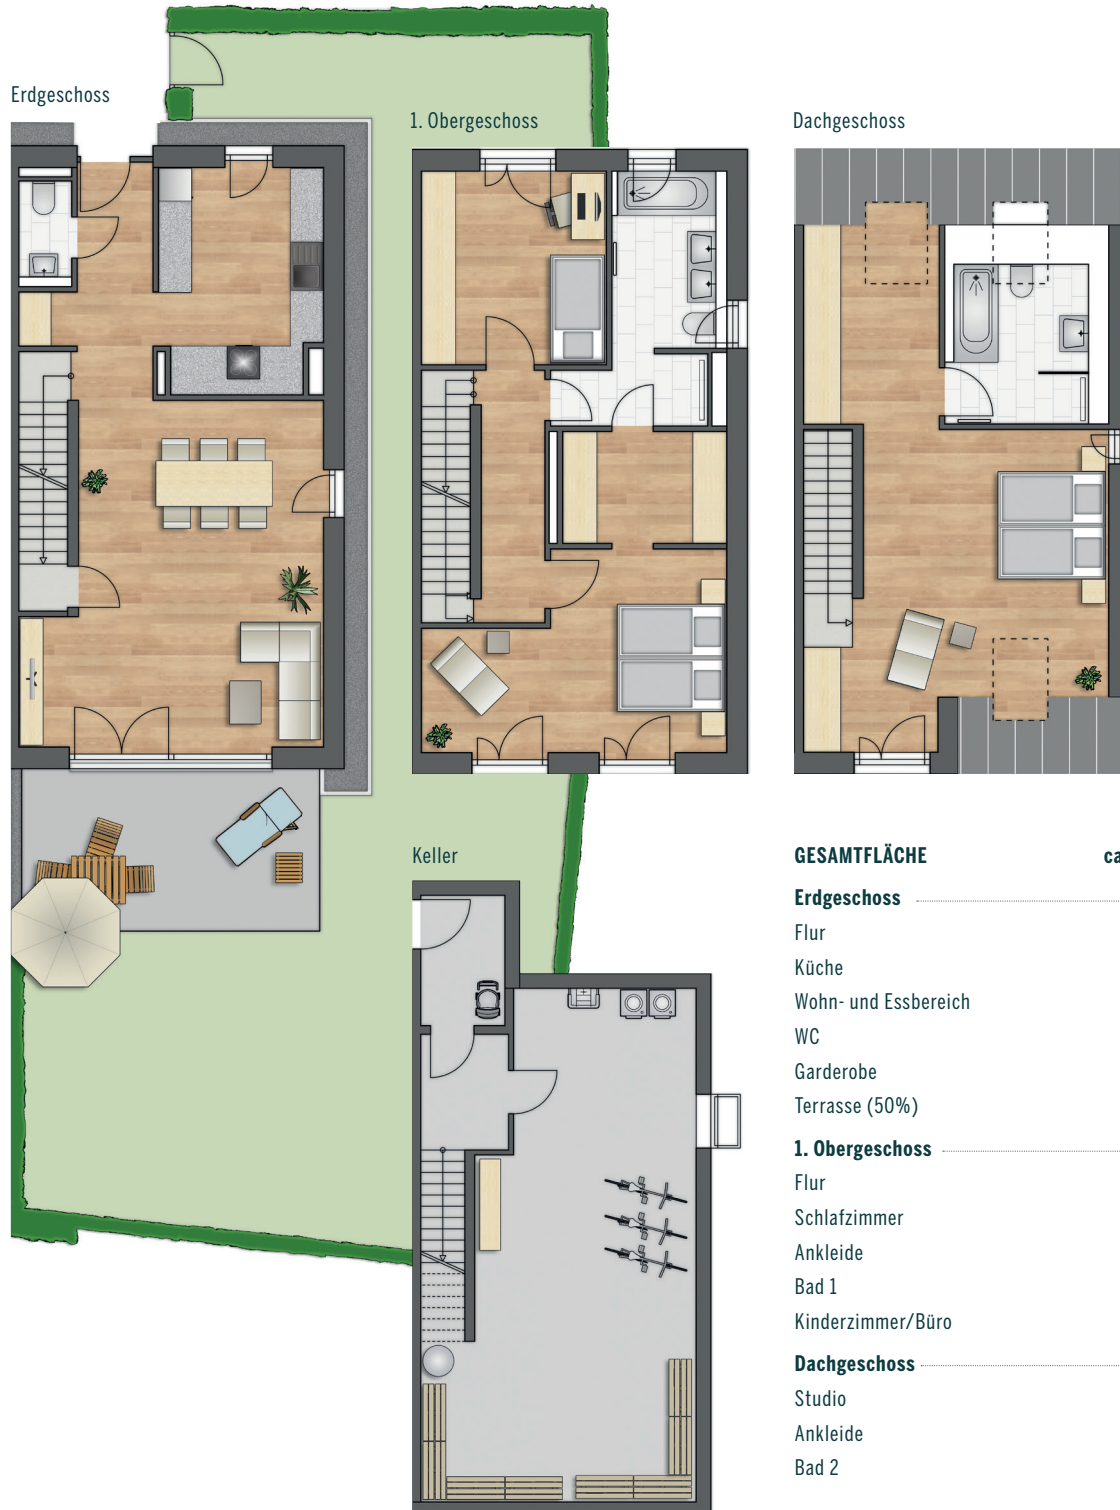 Erdgeschoss
1. Obergeschoss
Dachgeschoss
Keller
GESAMTFLÄCHE ca
Erdgeschoss
Flur
Küche
Wohn- und Essbereich
WC
Garderobe
Terrasse (50%)
1. Obergeschoss
Flur
Schlafzimmer
Ankleide
Bad 1
Kinderzimmer/Büro
Dachgeschoss
Studio
Ankleide
Bad 2